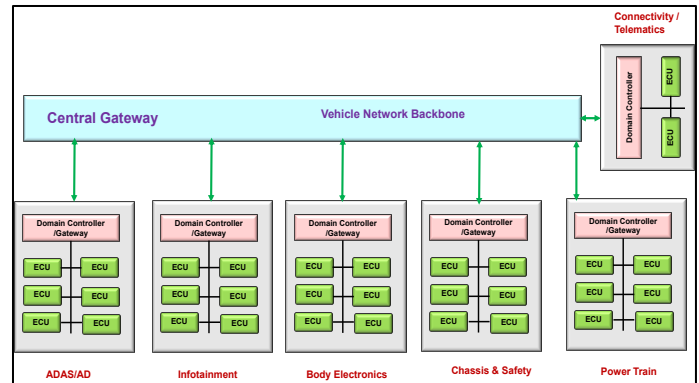 Connectivity /
Telematics
Domain Controller
ECU
ECU
Central Gateway
Vehicle Network Backbone
Domain Controller
/Gateway
ECU ECU
ECU ECU
ECU ECU
ADAS/AD
Domain Controller
/Gateway
ECU ECU
ECU ECU
ECU ECU
Infotainment
Domain Controller
/Gateway
ECU ECU
ECU ECU
ECU ECU
Body Electronics
Domain Controller
/Gateway
ECU ECU
ECU ECU
ECU ECU
Chassis & Safety
Domain Controller
/Gateway
ECU ECU
ECU ECU
ECU ECU
Power Train